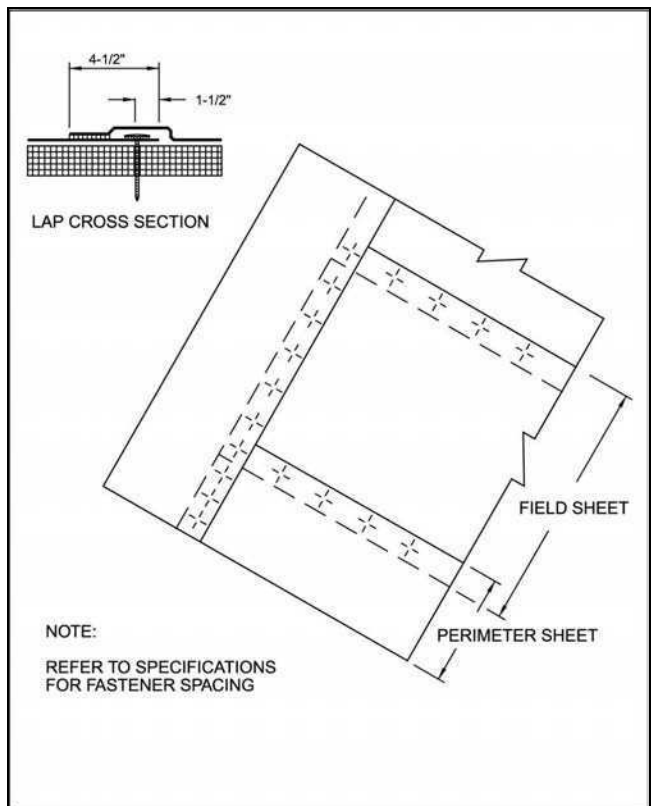 4-1/2"
1-1/2"
LAP CROSS SECTION
FIELD SHEET
PERIMETER SHEET
NOTE:
REFER TO SPECIFICATIONS
FOR FASTENER SPACING